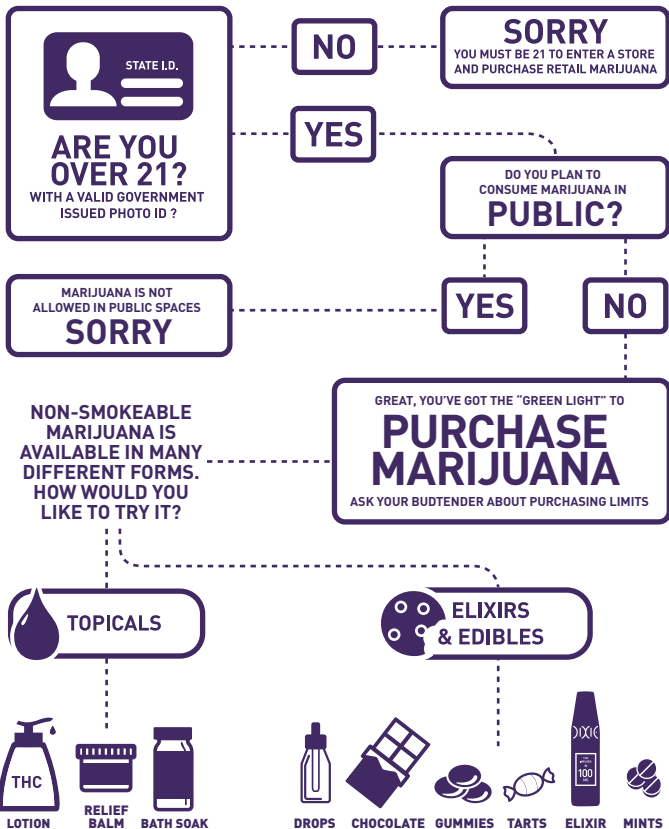 STATE I.D.
ARE YOU
OVER 21?
WITH A VALID GOVERNMENT
ISSUED PHOTO ID ?
NO
SORRY
YOU MUST BE 21 TO ENTER A STORE
AND PURCHASE RETAIL MARIJUANA
YES
DO YOU PLAN TO
CONSUME MARIJUANA IN
PUBLIC?
YES
NO
MARIJUANA IS NOT
ALLOWED IN PUBLIC SPACES
SORRY
GREAT, YOU'VE GOT THE "GREEN LIGHT" TO
PURCHASE
MARIJUANA
ASK YOUR BUDTENDER ABOUT PURCHASING LIMITS
NON-SMOKEABLE
MARIJUANA IS
AVAILABLE IN MANY
DIFFERENT FORMS.
HOW WOULD YOU
LIKE TO TRY IT?
TOPICALS
ELIXIRS
& EDIBLES
THC
LOTION
RELIEF
BALM
BATH SOAK
DROPS
CHOCOLATE
GUMMIES
TARTS
DIXIE
100
ELIXIR
MINTS